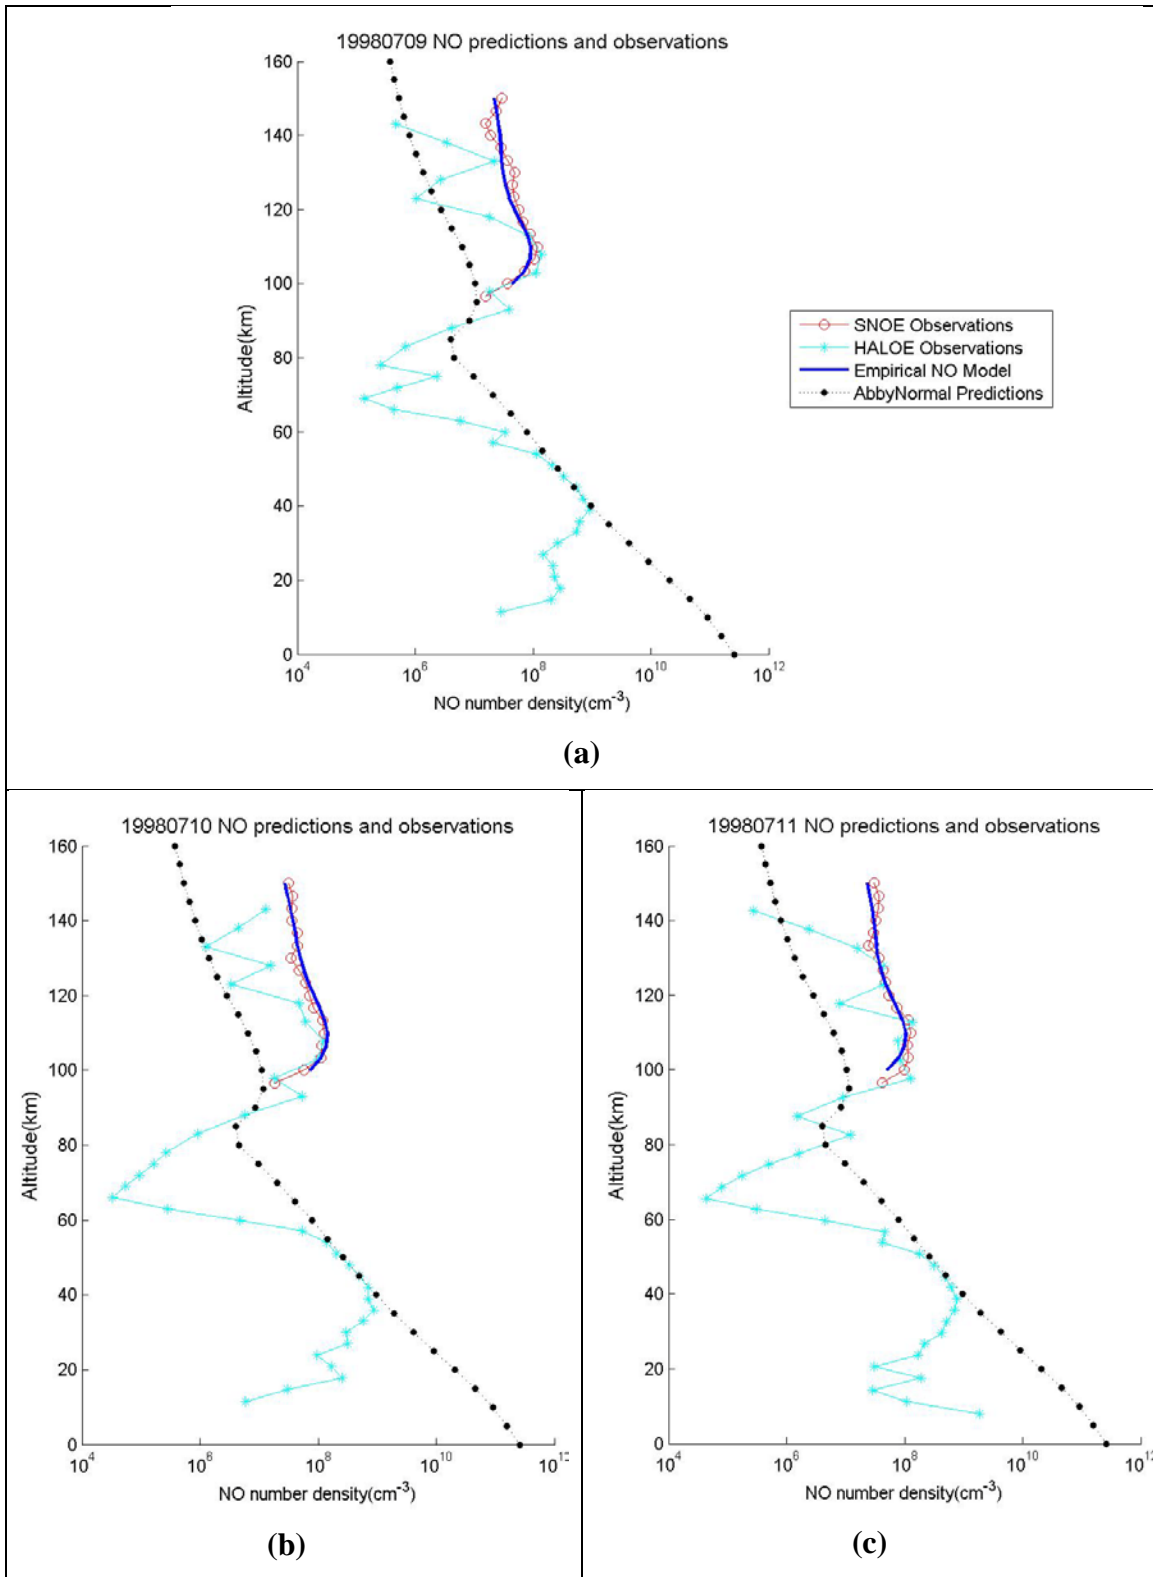 19980709 NO predictions and observations
160
140
120
100
80
60
40
20
0
Altitude(km)
10^4 10^6 10^8 10^10 10^12
NO number density(cm^-3)
SNOE Observations
HALOE Observations
Empirical NO Model
AbbyNormal Predictions
(a)
19980710 NO predictions and observations
160
140
120
100
80
60
40
20
0
Altitude(km)
10^4 10^6 10^8 10^10
NO number density(cm^-3)
(b)
19980711 NO predictions and observations
160
140
120
100
80
60
40
20
0
Altitude(km)
10^4 10^6 10^8 10^10 10^12
NO number density(cm^-3)
(c)